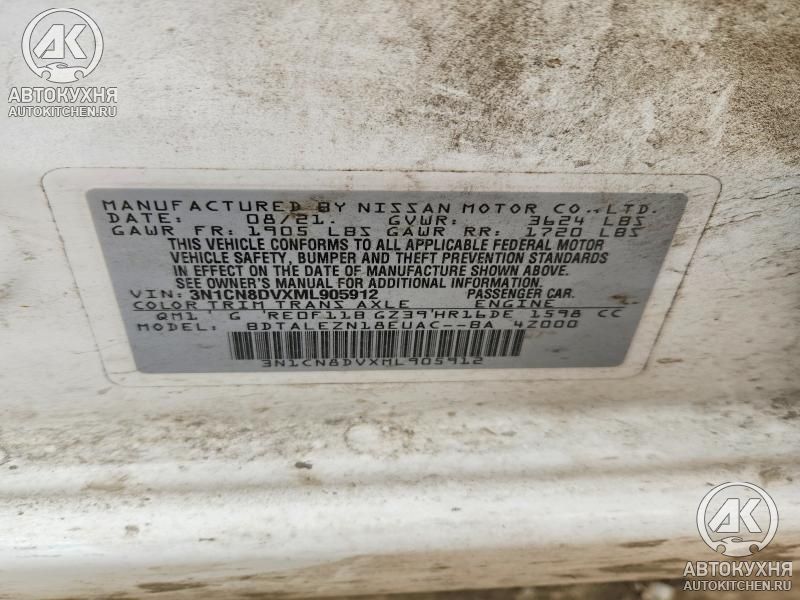 AK
АВТОКУХНЯ
AUTOKITCHEN.RU
MANUFACTURED BY NISSAN MOTOR CO., LTD.
DATE: 08/21. GVWR: 3624 LBS
GAWR FR: 1905 LBS GAWR RR: 1720 LBS
THIS VEHICLE CONFORMS TO ALL APPLICABLE FEDERAL MOTOR
VEHICLE SAFETY, BUMPER AND THEFT PREVENTION STANDARDS
IN EFFECT ON THE DATE OF MANUFACTURE SHOWN ABOVE.
SEE OWNER'S MANUAL FOR ADDITIONAL INFORMATION.
VIN: 3N1CN8DVXML905912 PASSENGER CAR.
COLOR TRIM TRANS AXLE ENGINE
QM1 G RE0F11B GZ39 HR16DE 1598 CC
MODEL: BDTALEZN18EUAC--BA 4Z000
3N1CN8DVXML905912
AK
АВТОКУХНЯ
AUTOKITCHEN.RU